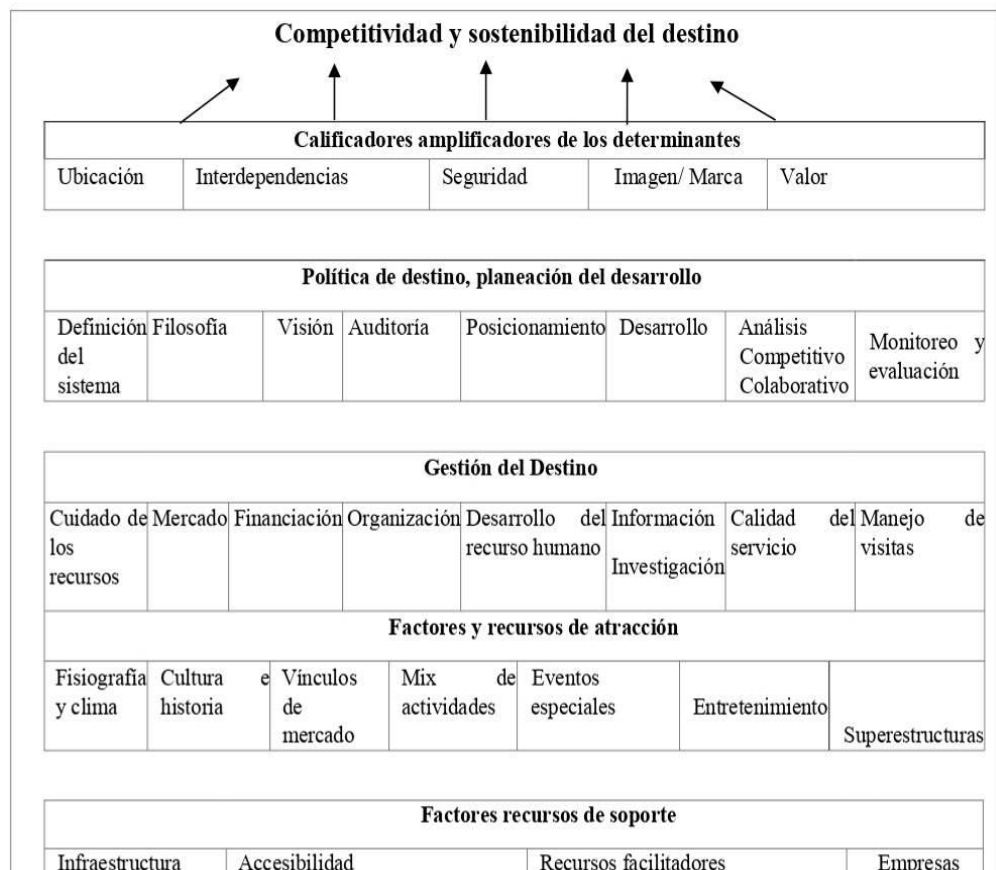 Competitividad y sostenibilidad del destino
Calificadores amplificadores de los determinantes
Ubicación Interdependencias Seguridad Imagen/ Marca Valor
Política de destino, planeación del desarrollo
Definición del sistema Filosofía Visión Auditoría Posicionamiento Desarrollo Análisis Competitivo Colaborativo Monitoreo y evaluación
Gestión del Destino
Cuidado de los recursos Mercado Financiación Organización Desarrollo del recurso humano Información Investigación Calidad del servicio Manejo de visitas
Factores y recursos de atracción
Fisiografía y clima Cultura e historia Vínculos de mercado Mix de actividades Eventos especiales Entretenimiento Superestructuras
Factores recursos de soporte
Infraestructura Accesibilidad Recursos facilitadores Empresas